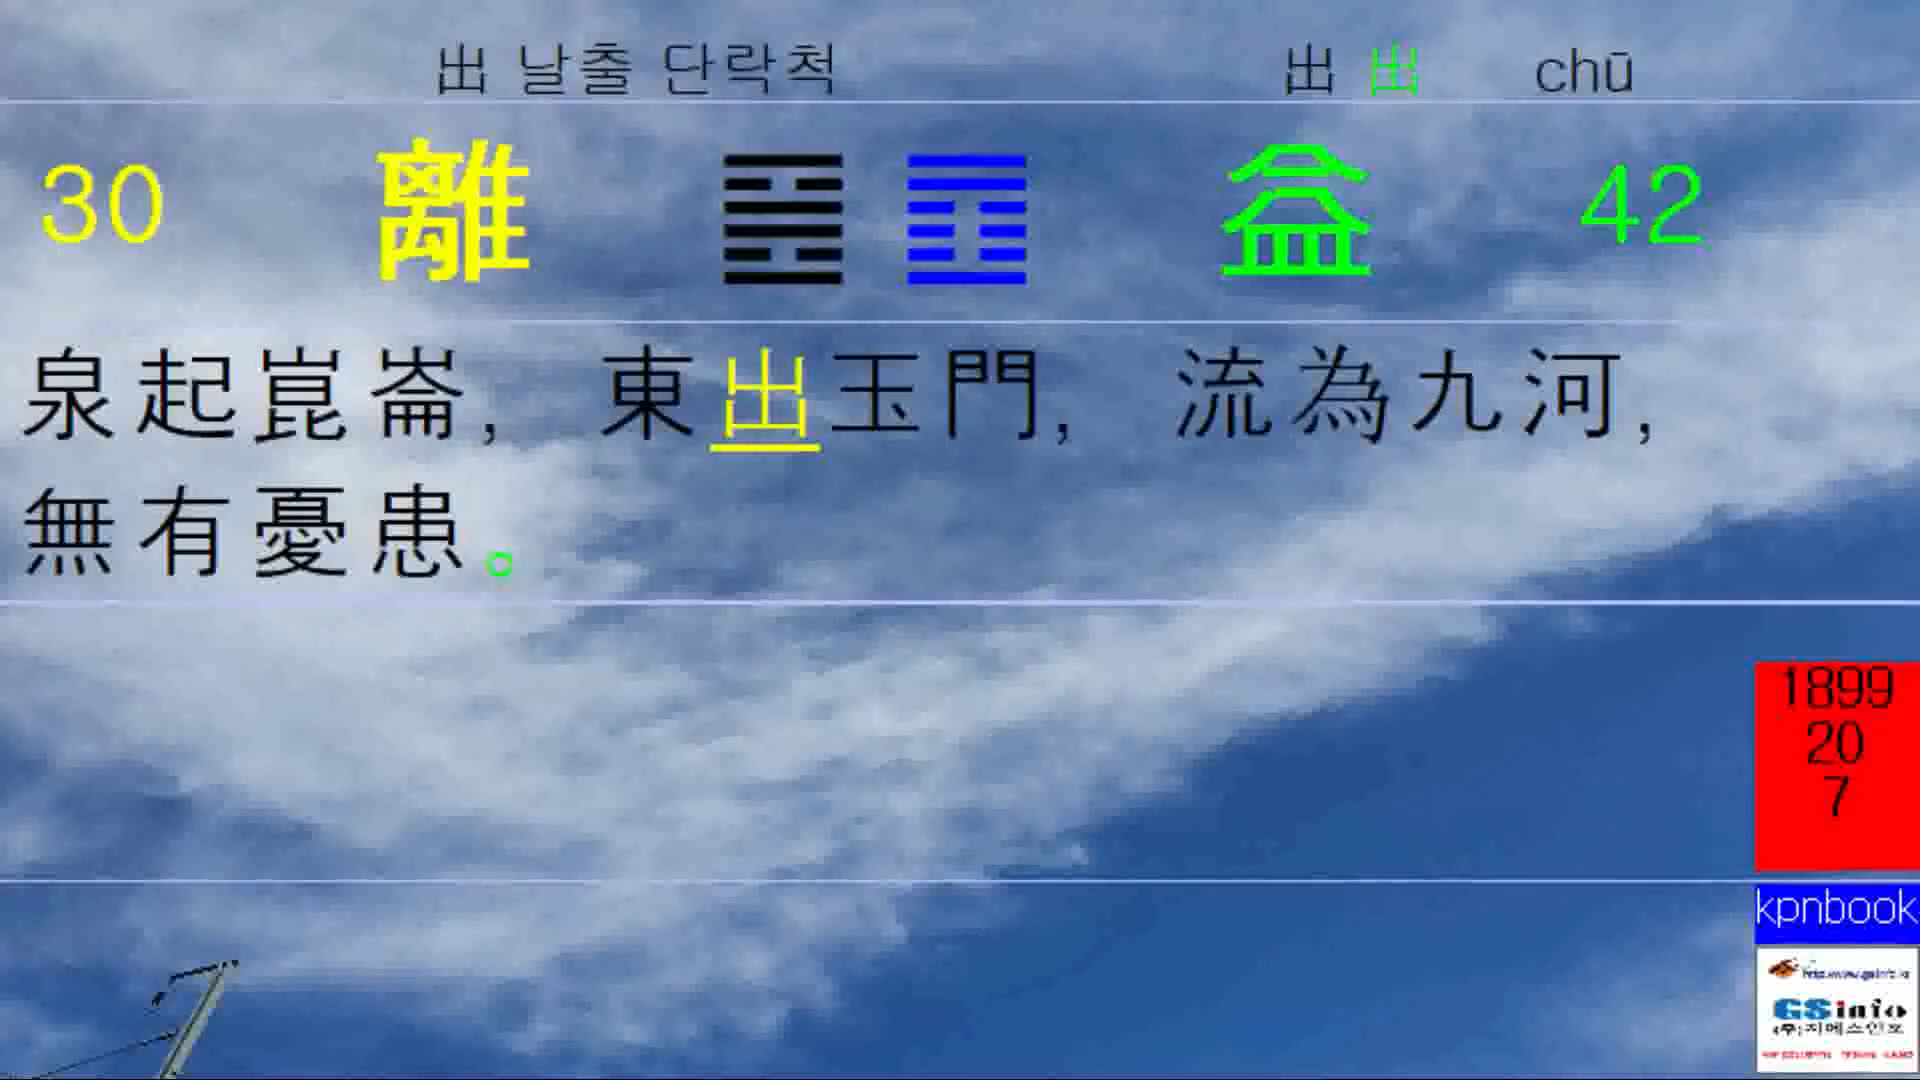 出 날출 단락척 出 出 chū
30 離 益 42
泉起崑崙, 東出玉門, 流為九河,
無有憂患。
1899
20
7
kpnbook
GSinfo
(주)지에스인포